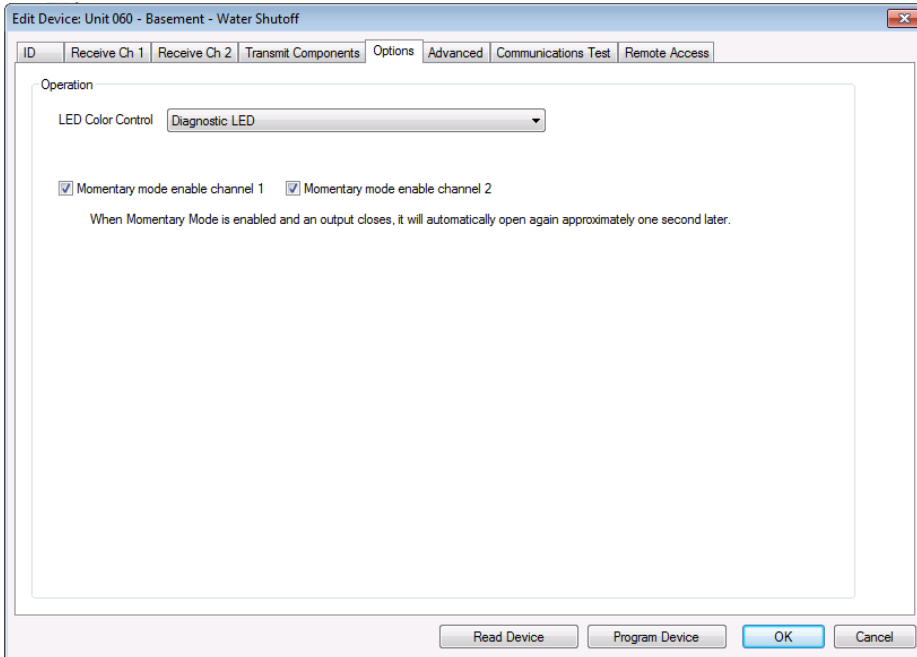 Edit Device: Unit 060 - Basement - Water Shutoff
ID Receive Ch 1 Receive Ch 2 Transmit Components Options Advanced Communications Test Remote Access
Operation
LED Color Control Diagnostic LED
Momentary mode enable channel 1 Momentary mode enable channel 2
When Momentary Mode is enabled and an output closes, it will automatically open again approximately one second later.
Read Device Program Device OK Cancel